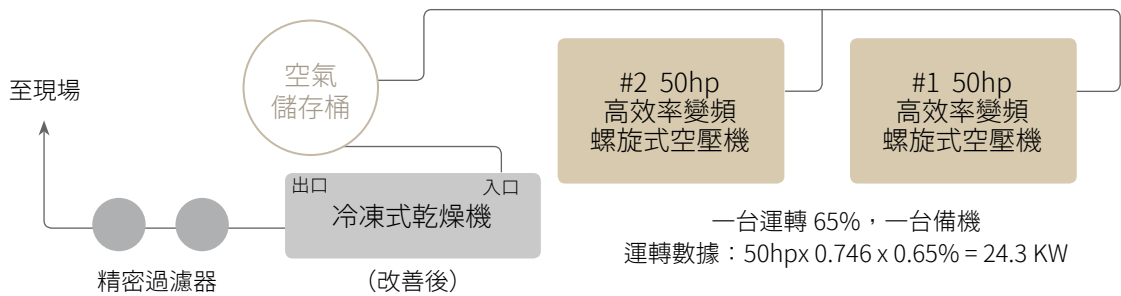 至現場
空氣
儲存桶
#2 50hp
高效率變頻
螺旋式空壓機
#1 50hp
高效率變頻
螺旋式空壓機
出口
入口
冷凍式乾燥機
精密過濾器
（改善後）
一台運轉 65%，一台備機
運轉數據：50hpx 0.746 x 0.65% = 24.3 KW